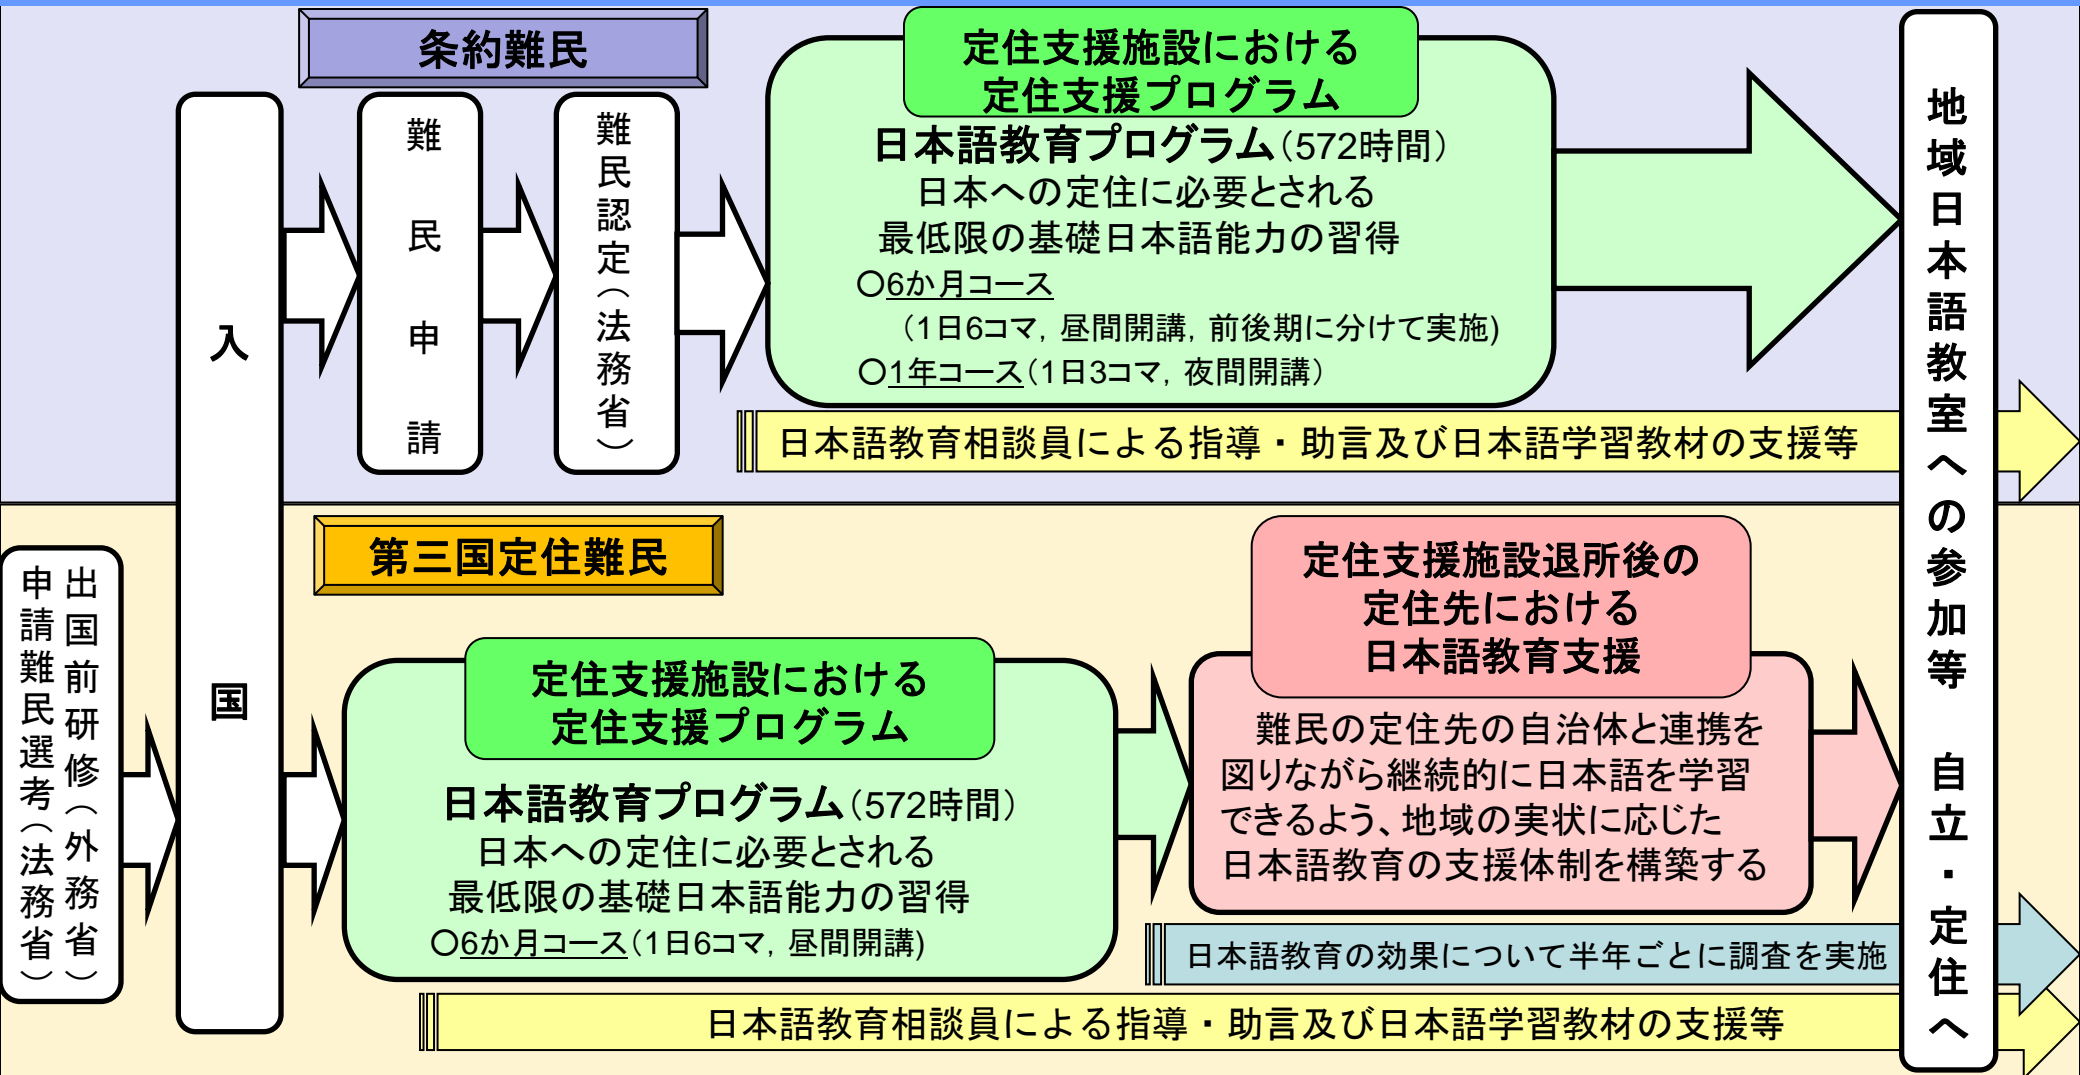 条約難民
入国
難民申請
難民認定(法務省)
定住支援施設における
定住支援プログラム
日本語教育プログラム(572時間)
日本への定住に必要とされる
最低限の基礎日本語能力の習得
○6か月コース
(1日6コマ, 昼間開講, 前後期に分けて実施)
○1年コース(1日3コマ, 夜間開講)
日本語教育相談員による指導・助言及び日本語学習教材の支援等
地域日本語教室への参加等 自立・定住へ
第三国定住難民
出国前研修(外務省)
申請難民選考(法務省)
定住支援施設における
定住支援プログラム
日本語教育プログラム(572時間)
日本への定住に必要とされる
最低限の基礎日本語能力の習得
○6か月コース(1日6コマ, 昼間開講)
定住支援施設退所後の
定住先における
日本語教育支援
難民の定住先の自治体と連携を
図りながら継続的に日本語を学習
できるよう、地域の実状に応じた
日本語教育の支援体制を構築する
日本語教育の効果について半年ごとに調査を実施
日本語教育相談員による指導・助言及び日本語学習教材の支援等